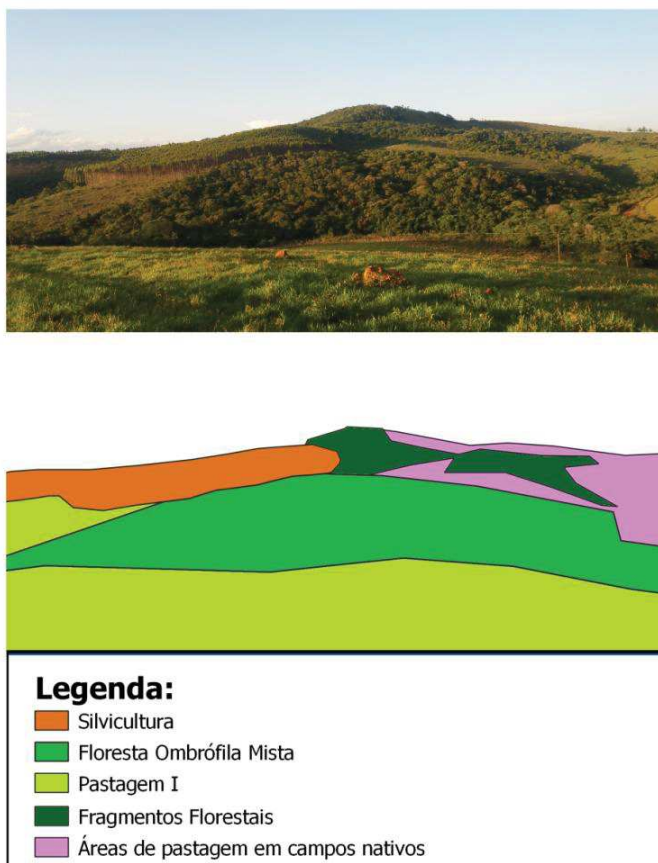 Legenda:
Silvicultura
Floresta Ombrófila Mista
Pastagem I
Fragmentos Florestais
Áreas de pastagem em campos nativos